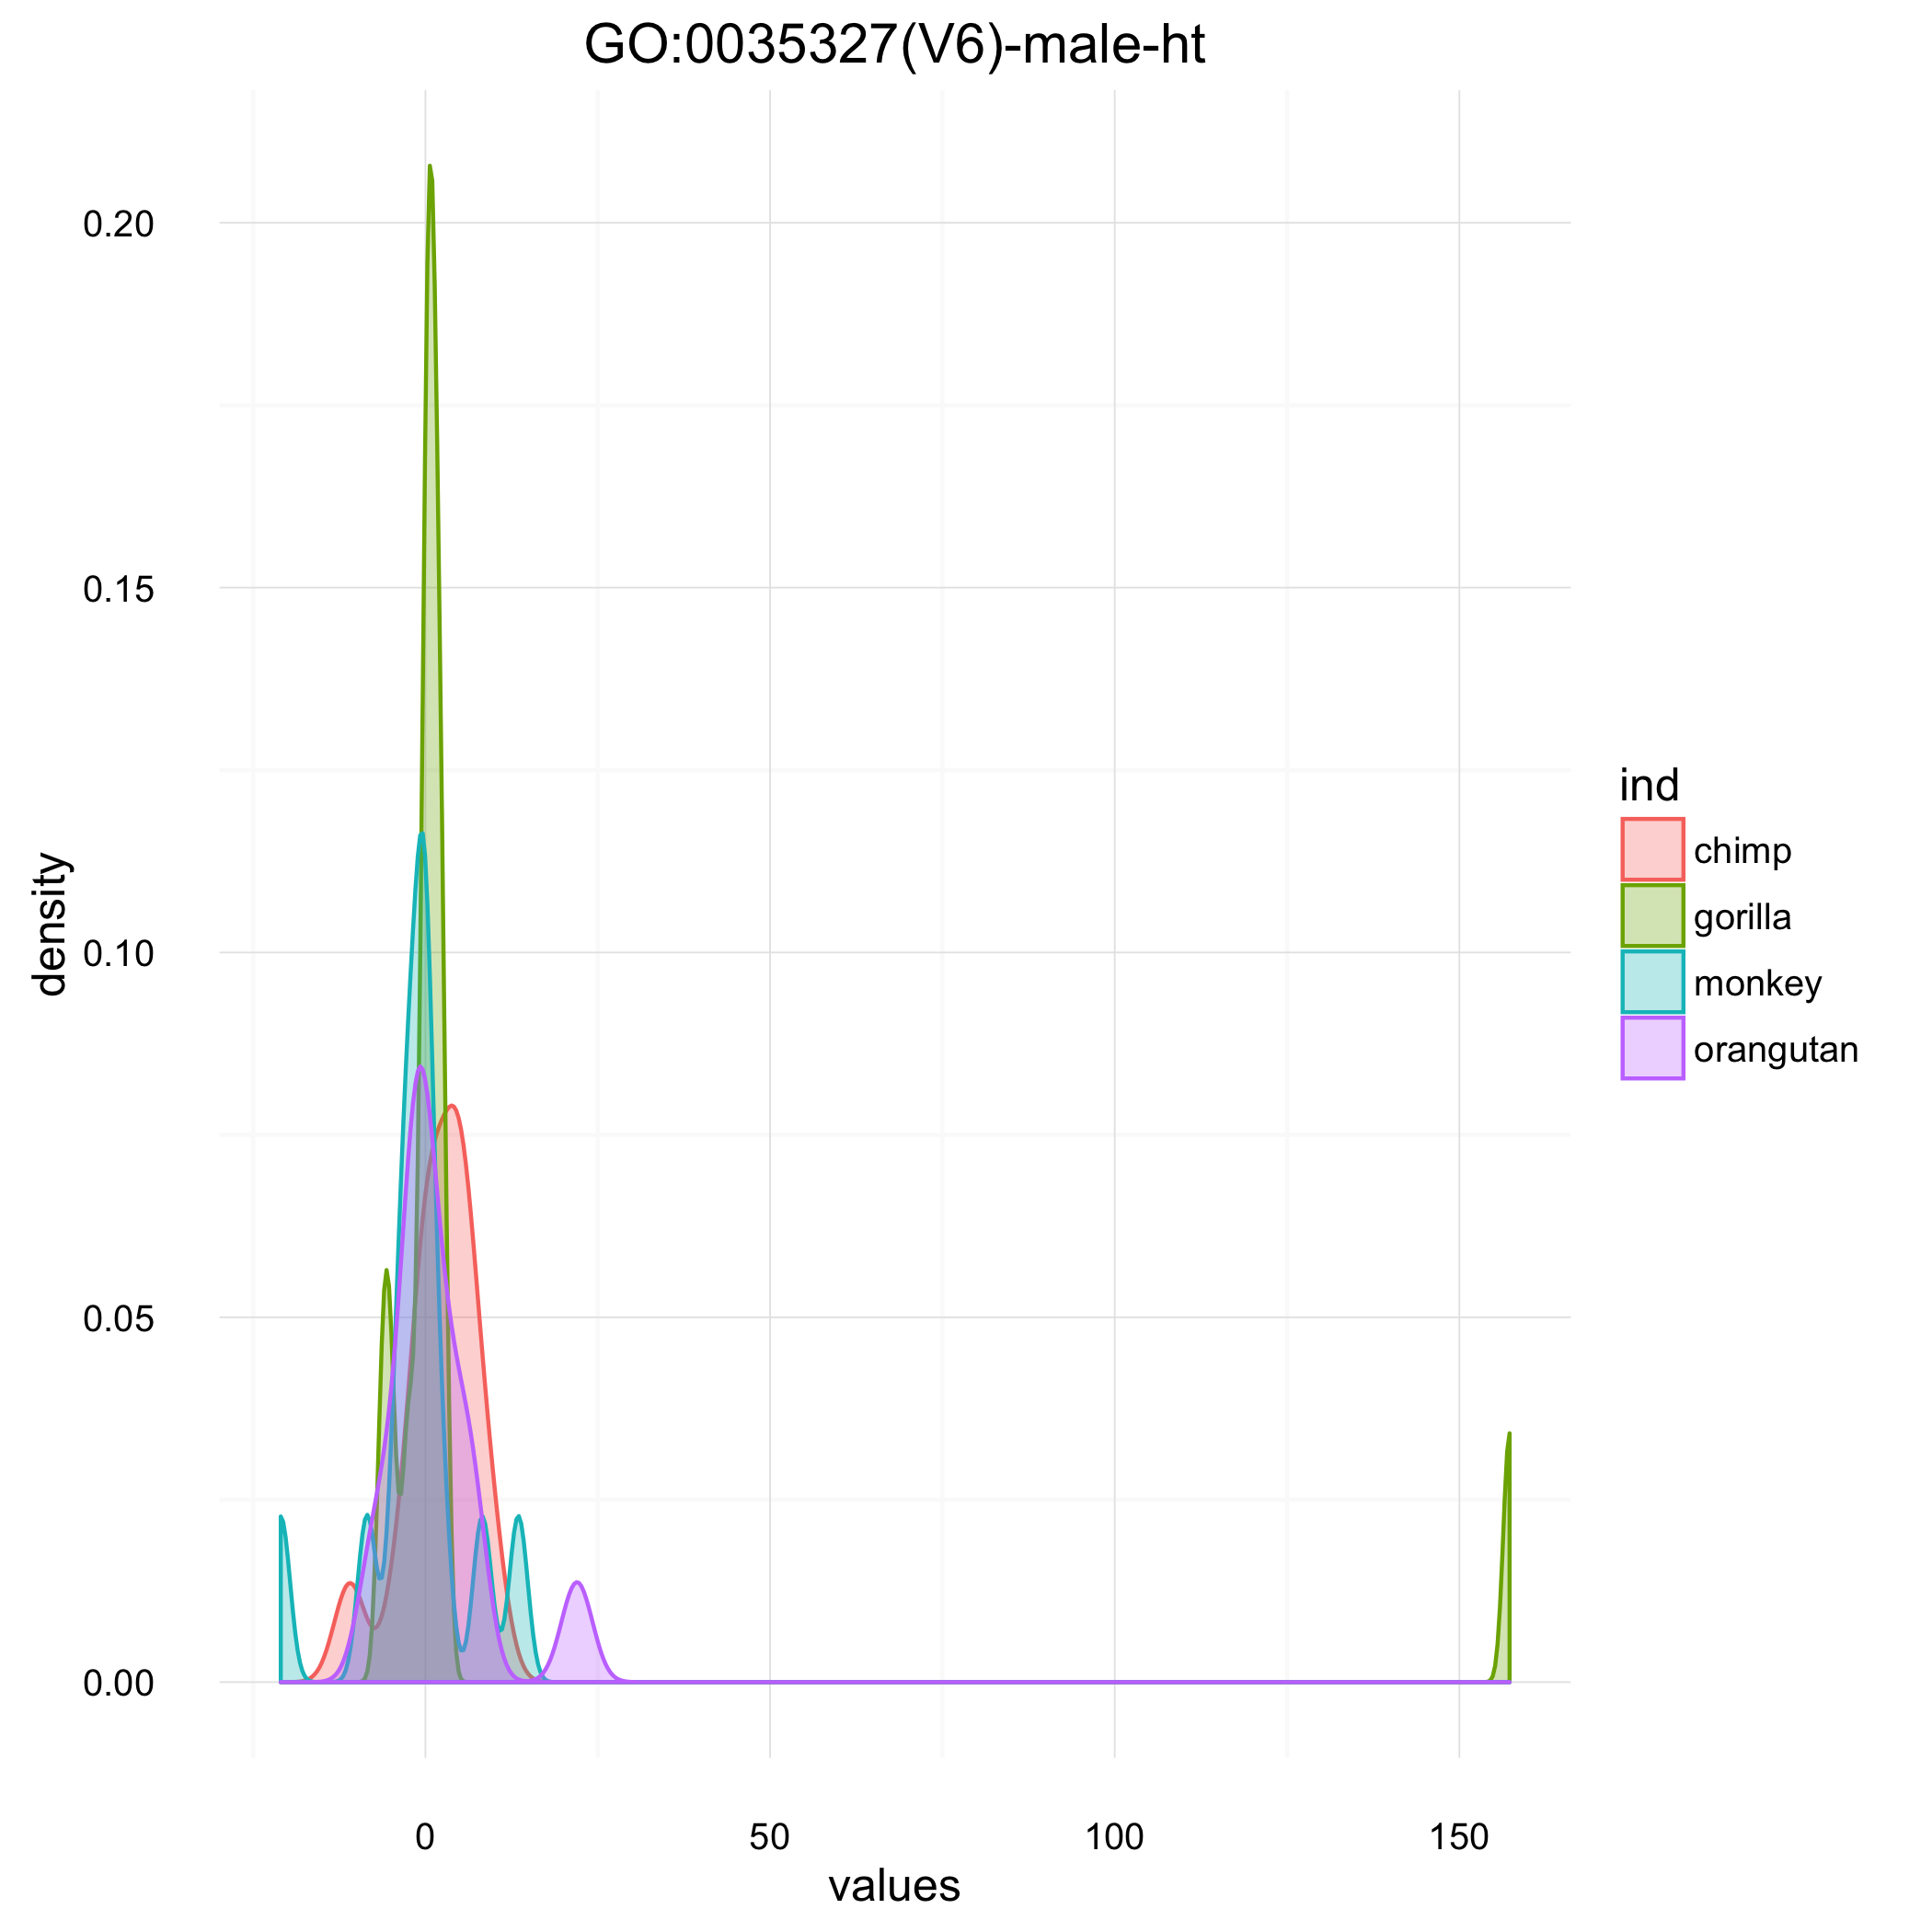 GO:0035327(V6)-male-ht
0.20
0.15
0.10
0.05
0.00
density
0 50 100 150
values
ind
chimp
gorilla
monkey
orangutan